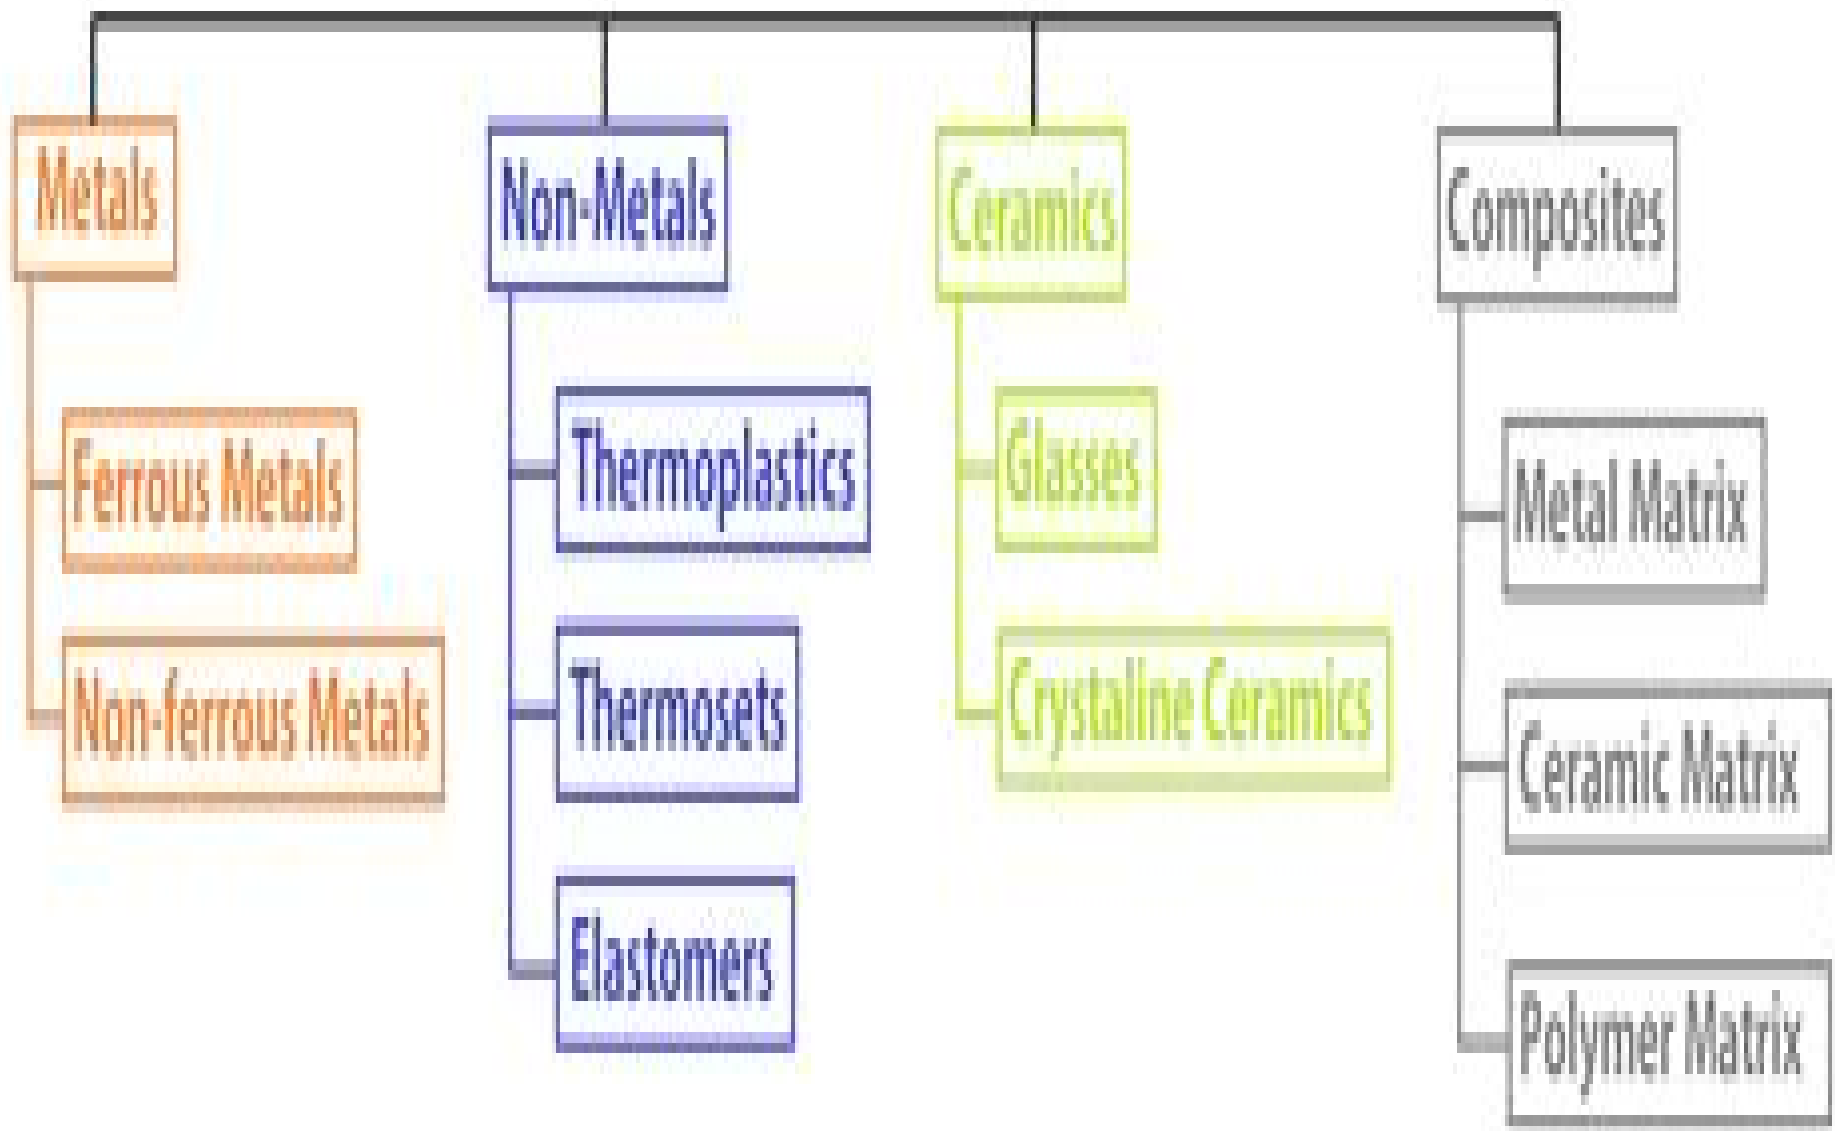 Metals
Ferrous Metals
Non-ferrous Metals
Non-Metals
Thermoplastics
Thermosets
Elastomers
Ceramics
Glasses
Crystaline Ceramics
Composites
Metal Matrix
Ceramic Matrix
Polymer Matrix